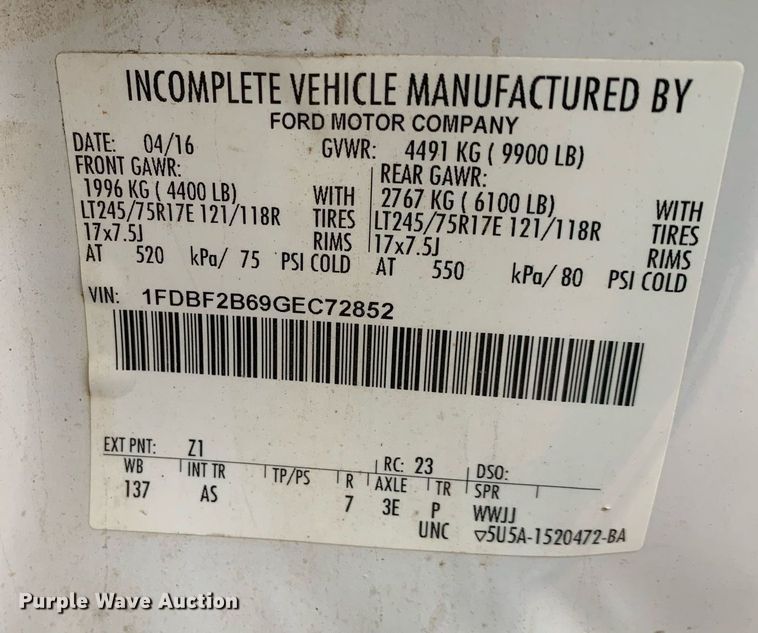 INCOMPLETE VEHICLE MANUFACTURED BY
FORD MOTOR COMPANY
DATE: 04/16 GVWR: 4491 KG ( 9900 LB)
FRONT GAWR: REAR GAWR:
1996 KG ( 4400 LB) WITH 2767 KG ( 6100 LB) WITH
LT245/75R17E 121/118R TIRES LT245/75R17E 121/118R TIRES
17x7.5J RIMS 17x7.5J RIMS
AT 520 kPa/ 75 PSI COLD AT 550 kPa/ 80 PSI COLD
VIN: 1FDBF2B69GEC72852
EXT PNT: Z1 RC: 23 DSO:
WB INT TR TP/PS R AXLE TR SPR
137 AS 7 3E P WWJJ
UNC ▽5U5A-1520472-BA
Purple Wave Auction